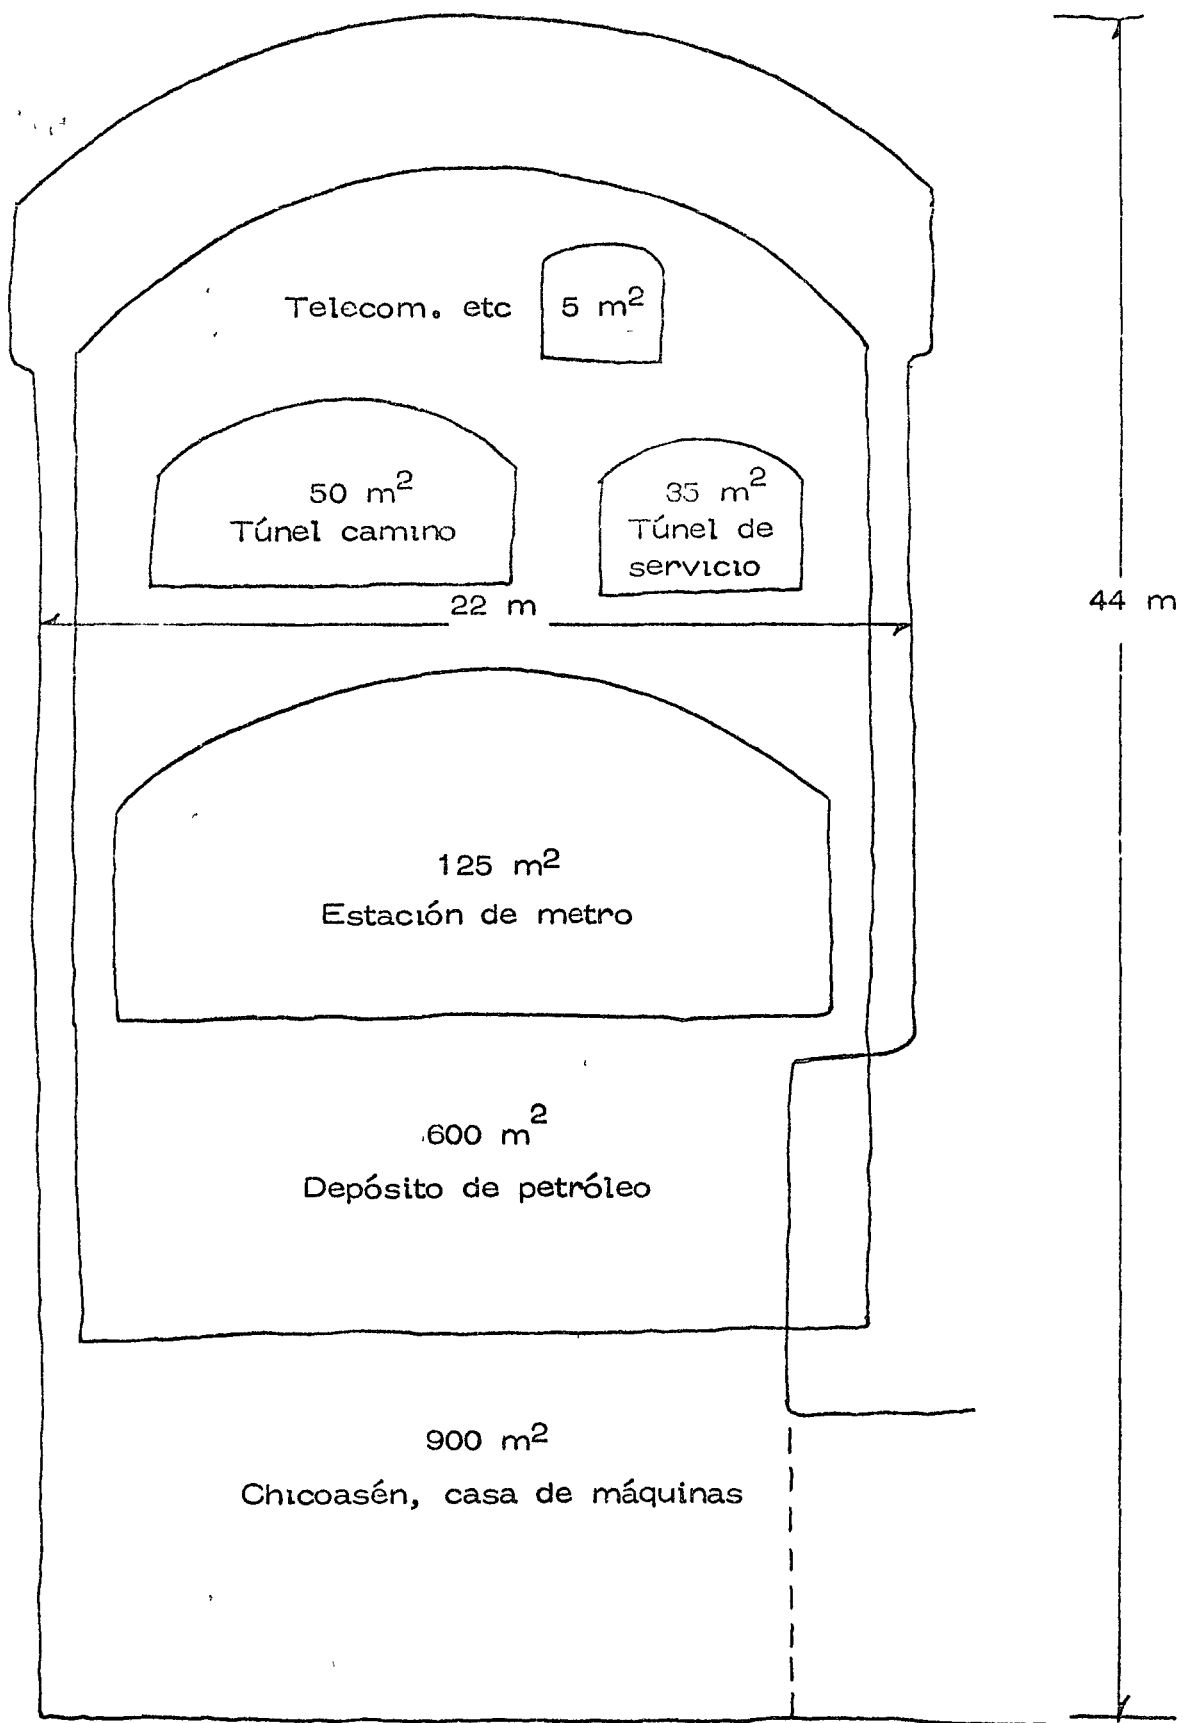 Telecom. etc
5 m²
50 m²
Túnel camino
35 m²
Túnel de
servicio
22 m
44 m
125 m²
Estación de metro
600 m²
Depósito de petróleo
900 m²
Chicoasén, casa de máquinas